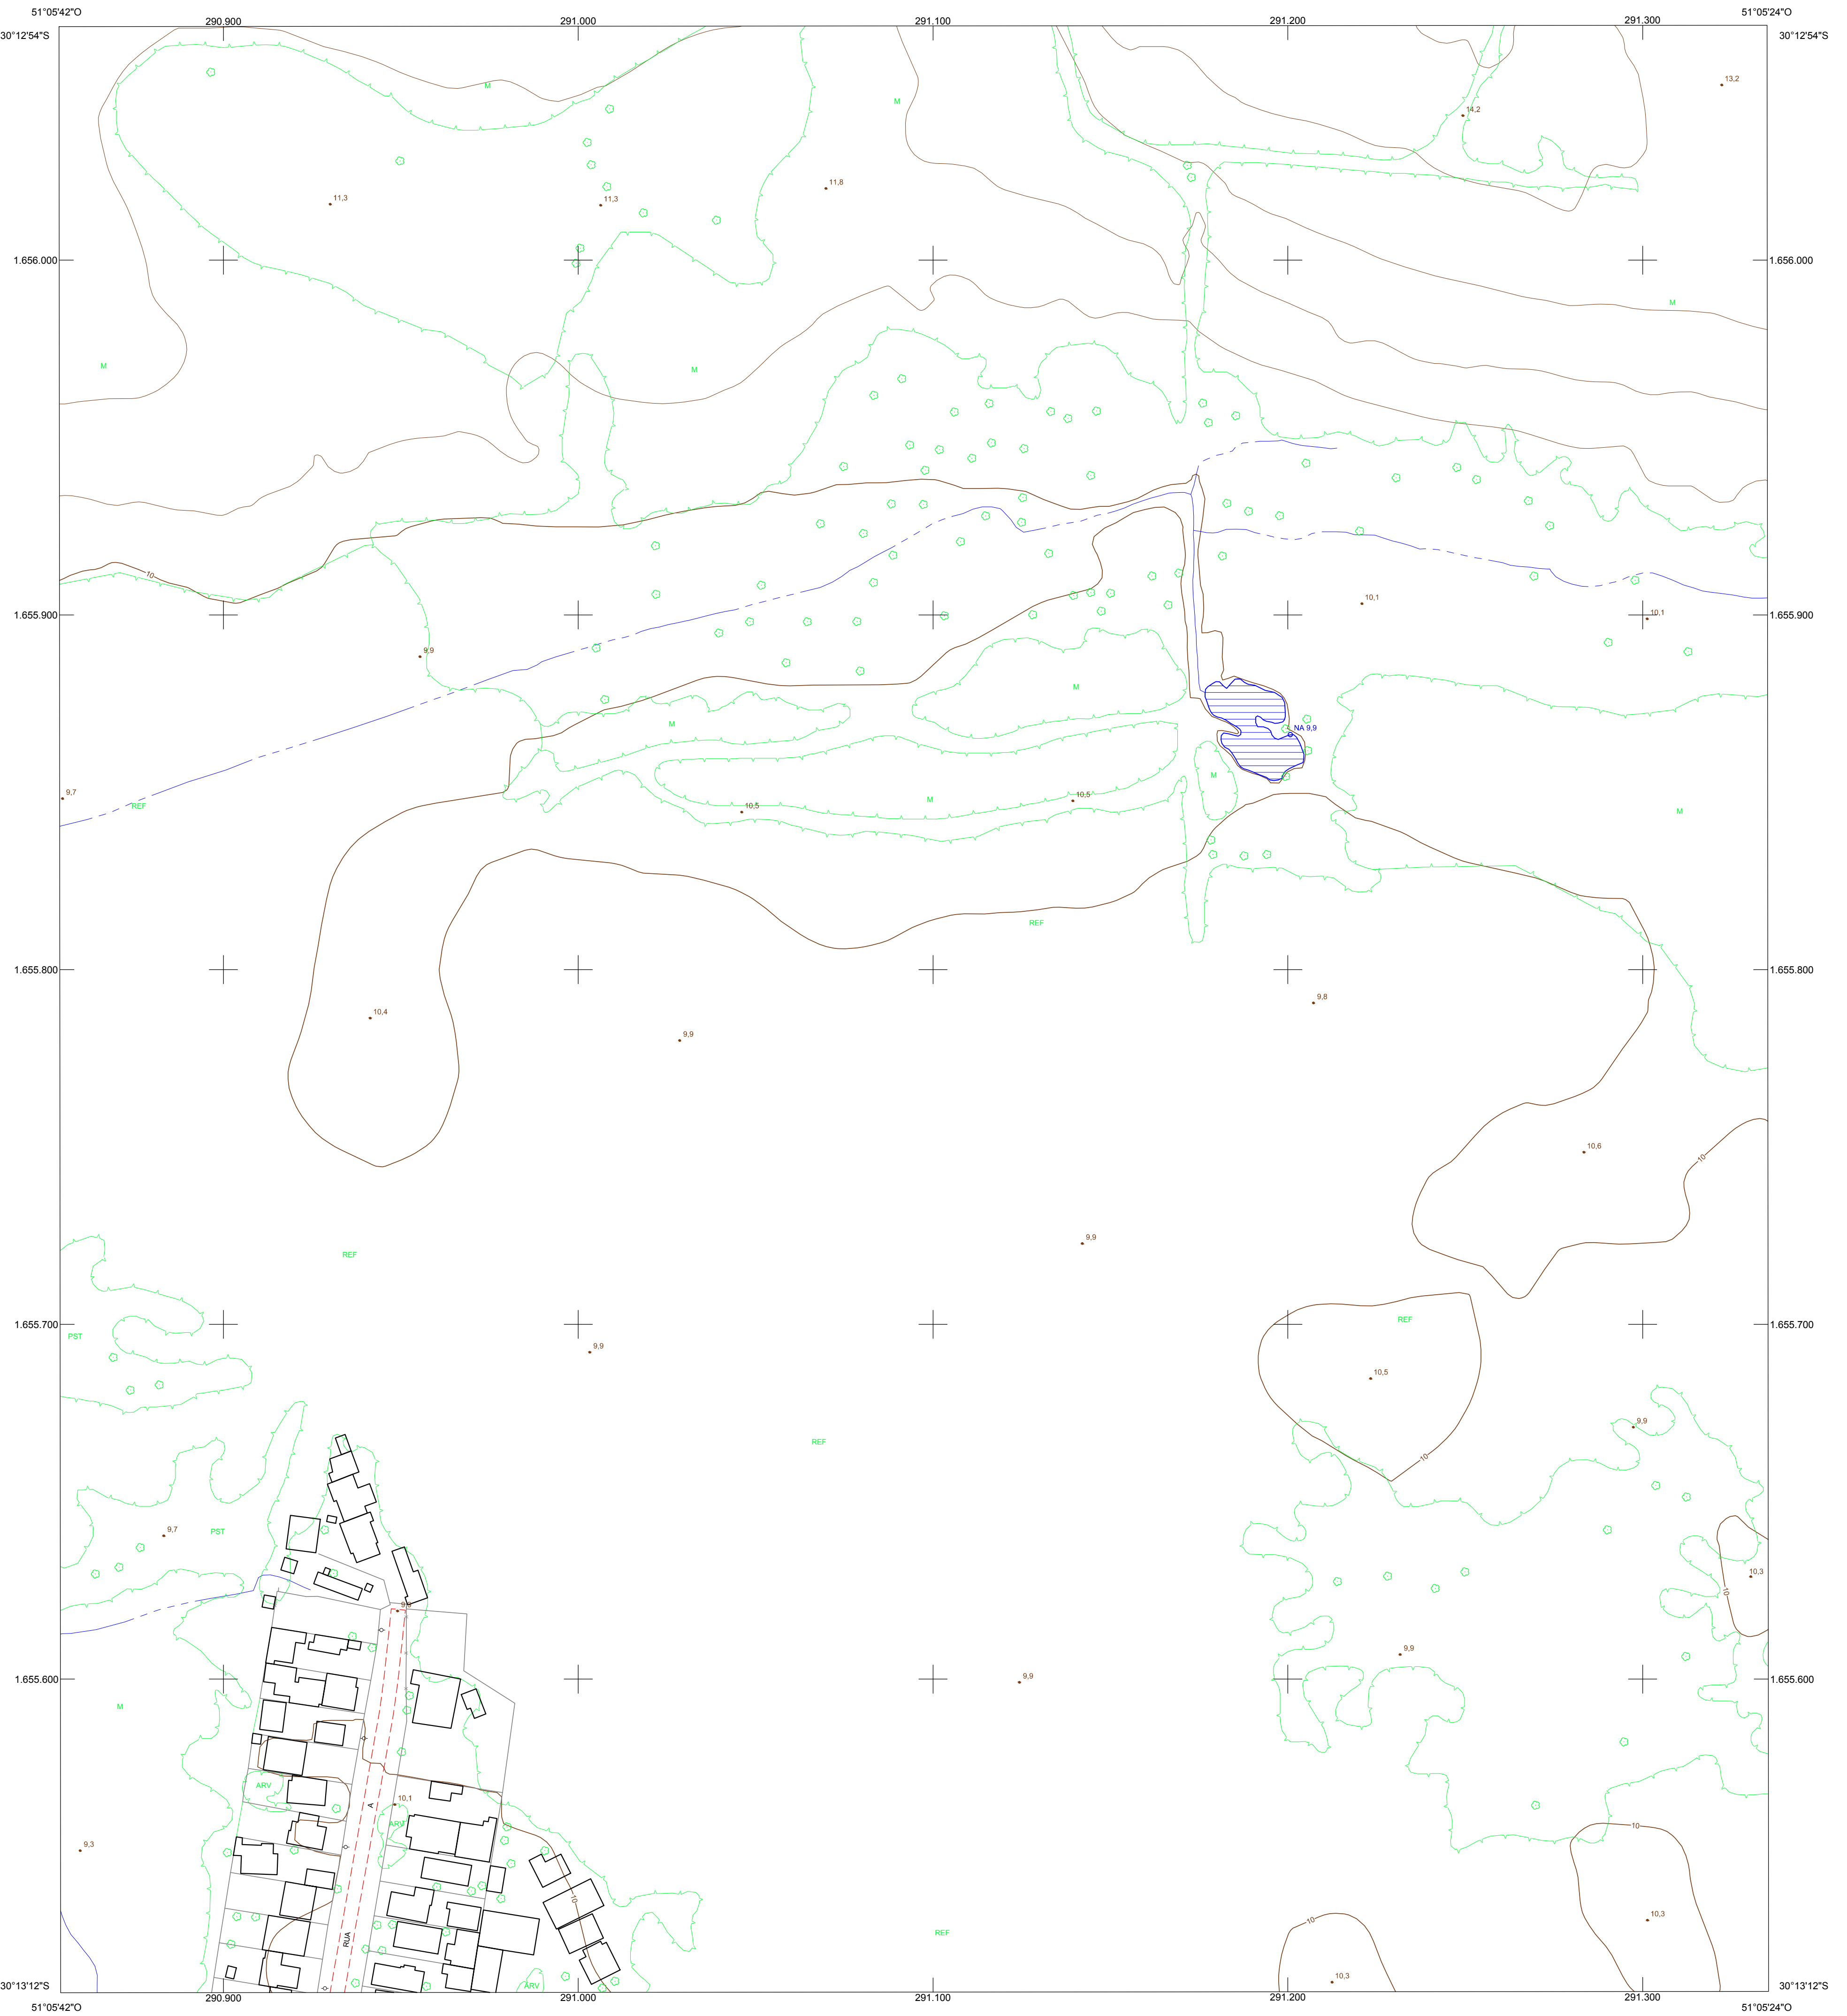 51°05'42"O
51°05'24"O
290.900
291.000
291.100
291.200
291.300
30°12'54"S
30°12'54"S
M
13,2
M
14,2
11,8
11,3
11,3
1.656.000
1.656.000
M
M
M
10
10,1
1.655.900
1.655.900
10,1
9,9
M
M
NA 9,9
M
9,7
REF
M
10,5
10,5
M
REF
1.655.800
1.655.800
9,8
10,4
9,9
10,6
10
9,9
REF
REF
1.655.700
1.655.700
PST
9,9
10,5
9,9
REF
10
9,7
PST
10,3
10
9,9
9,9
1.655.600
1.655.600
9,9
M
ARV
10,1
A
ARV
10
9,3
10
10,3
10
REF
RUA
10,3
ARV
30°13'12"S
30°13'12"S
290.900
291.000
291.100
291.200
291.300
51°05'42"O
51°05'24"O